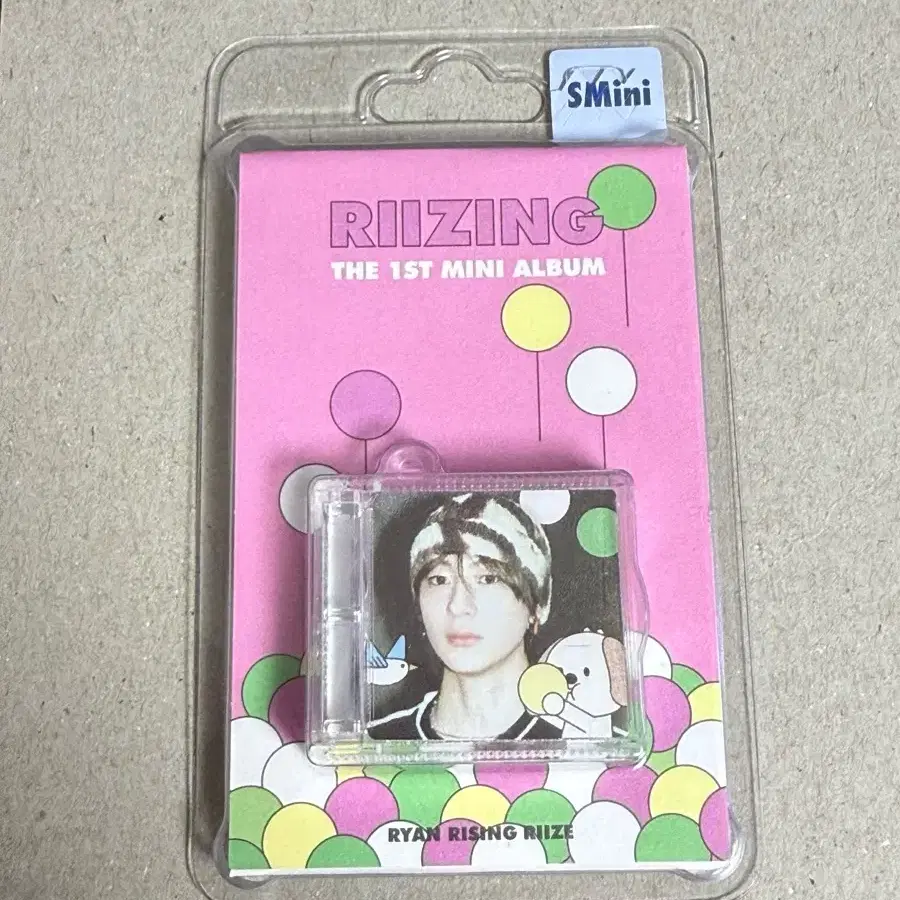 SMini
RIIZING
THE 1ST MINI ALBUM
RYAN RISING RIIZE